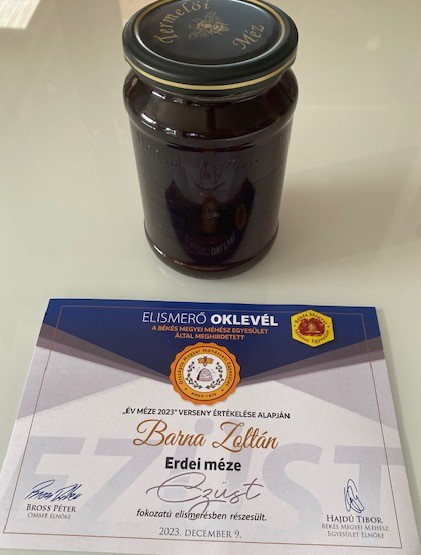 Termelői
Méz
ELISMERŐ OKLEVÉL
A BÉKÉS MEGYEI MÉHÉSZ EGYESÜLET
ÁLTAL MEGHIRDETETT
„ÉV MÉZE 2023" VERSENY ÉRTÉKELÉSE ALAPJÁN
Barna Zoltán
Erdei méze
EZÜST
Ezüst
fokozatú elismerésben részesült.
BROSS PÉTER
OMME ELNÖKE
HAJDÚ TIBOR
BÉKÉS MEGYEI MÉHÉSZ
EGYESÜLET ELNÖKE
2023. DECEMBER 9.